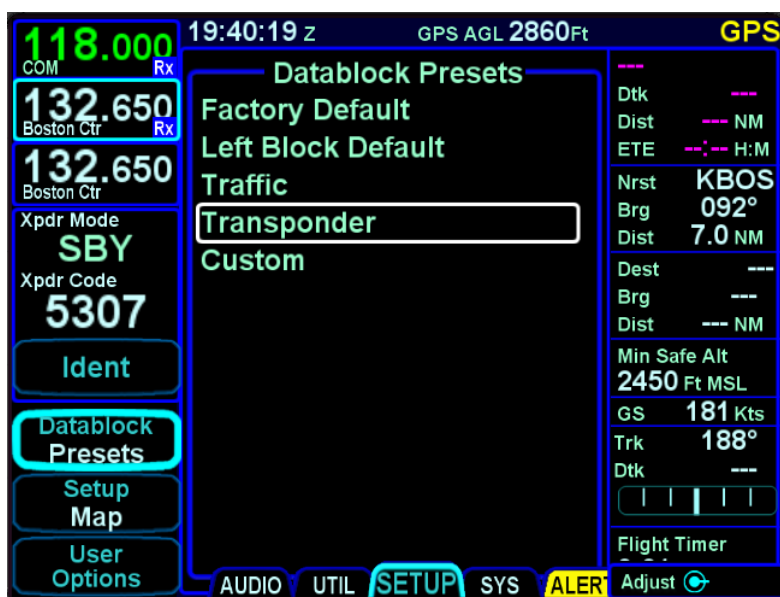 118.000
COM Rx
132.650
Boston Ctr Rx
132.650
Boston Ctr
Xpdr Mode
SBY
Xpdr Code
5307
Ident
Datablock
Presets
Setup
Map
User
Options
19:40:19 Z GPS AGL 2860Ft GPS
Datablock Presets
Factory Default
Left Block Default
Traffic
Transponder
Custom
AUDIO UTIL SETUP SYS ALER
---
Dtk ---
Dist --- NM
ETE --:-- H:M
Nrst KBOS
Brg 092°
Dist 7.0 NM
Dest ---
Brg ---
Dist --- NM
Min Safe Alt
2450 Ft MSL
GS 181 Kts
Trk 188°
Dtk ---
Flight Timer
Adjust